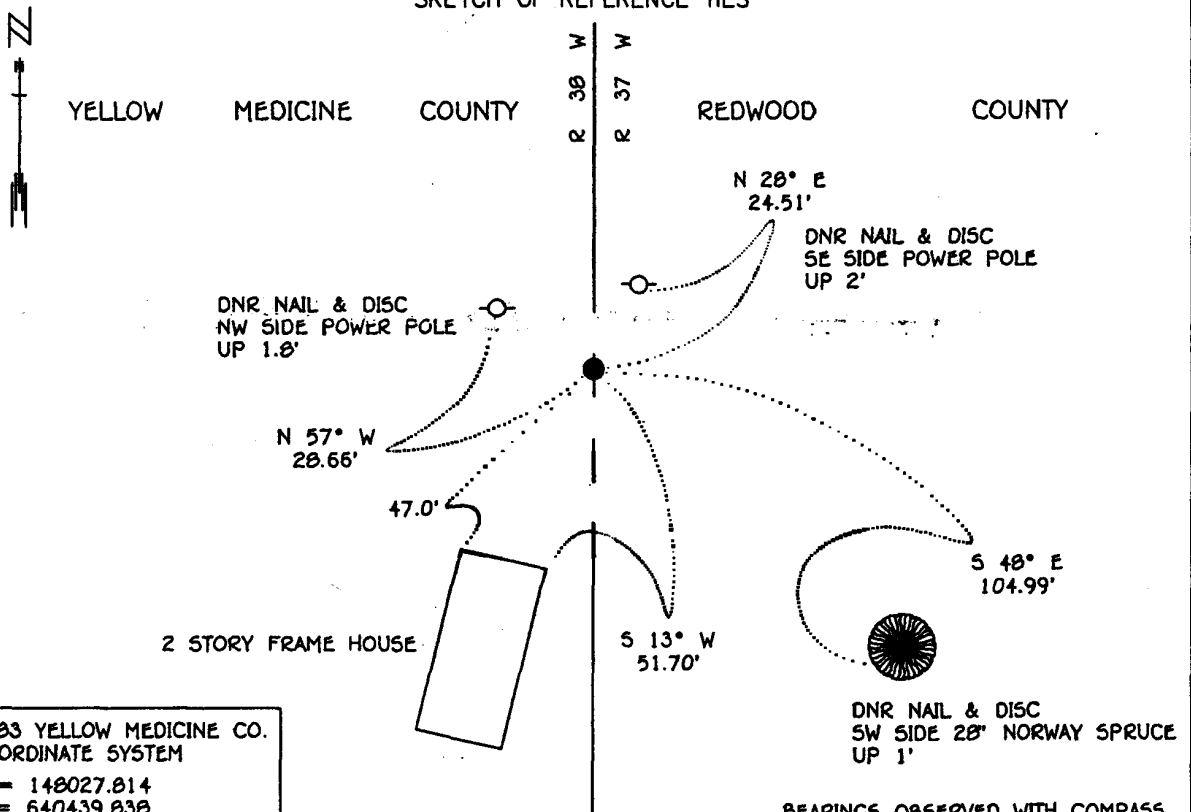 SKETCH OF REFERENCE TIES
N
R 38 W
R 37 W
YELLOW MEDICINE COUNTY
REDWOOD COUNTY
N 28° E
24.51'
DNR NAIL & DISC
SE SIDE POWER POLE
UP 2'
DNR NAIL & DISC
NW SIDE POWER POLE
UP 1.8'
N 57° W
28.66'
47.0'
S 48° E
104.99'
2 STORY FRAME HOUSE
S 13° W
51.70'
DNR NAIL & DISC
SW SIDE 28" NORWAY SPRUCE
UP 1'
83 YELLOW MEDICINE CO.
ORDINATE SYSTEM
= 148027.814
= 640439.838
BEARINGS OBSERVED WITH COMPASS